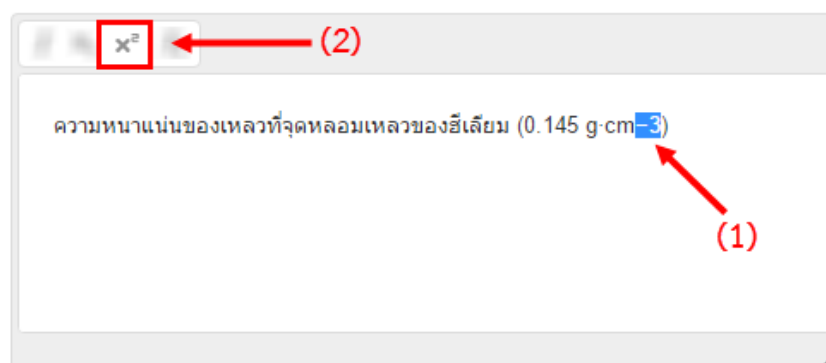 x² (2)
ความหนาแน่นของเหลวที่จุดหลอมเหลวของฮีเลียม (0.145 g·cm−3)
(1)